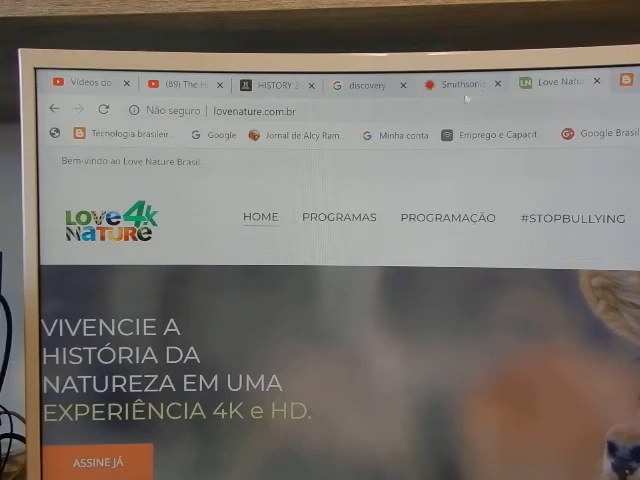 Vídeos do
(89) The Hi
HISTORY 2
discovery
Smithsonia
Love Natur
Não seguro | lovenature.com.br
Tecnologia brasileir...
Google
Jornal de Alcy Ram...
Minha conta
Emprego e Capacit...
Google Brasil
Bem-vindo ao Love Nature Brasil...
LOVE 4k
NATURE
HOME
PROGRAMAS
PROGRAMAÇÃO
#STOPBULLYING
VIVENCIE A
HISTÓRIA DA
NATUREZA EM UMA
EXPERIÊNCIA 4K e HD.
ASSINE JÁ